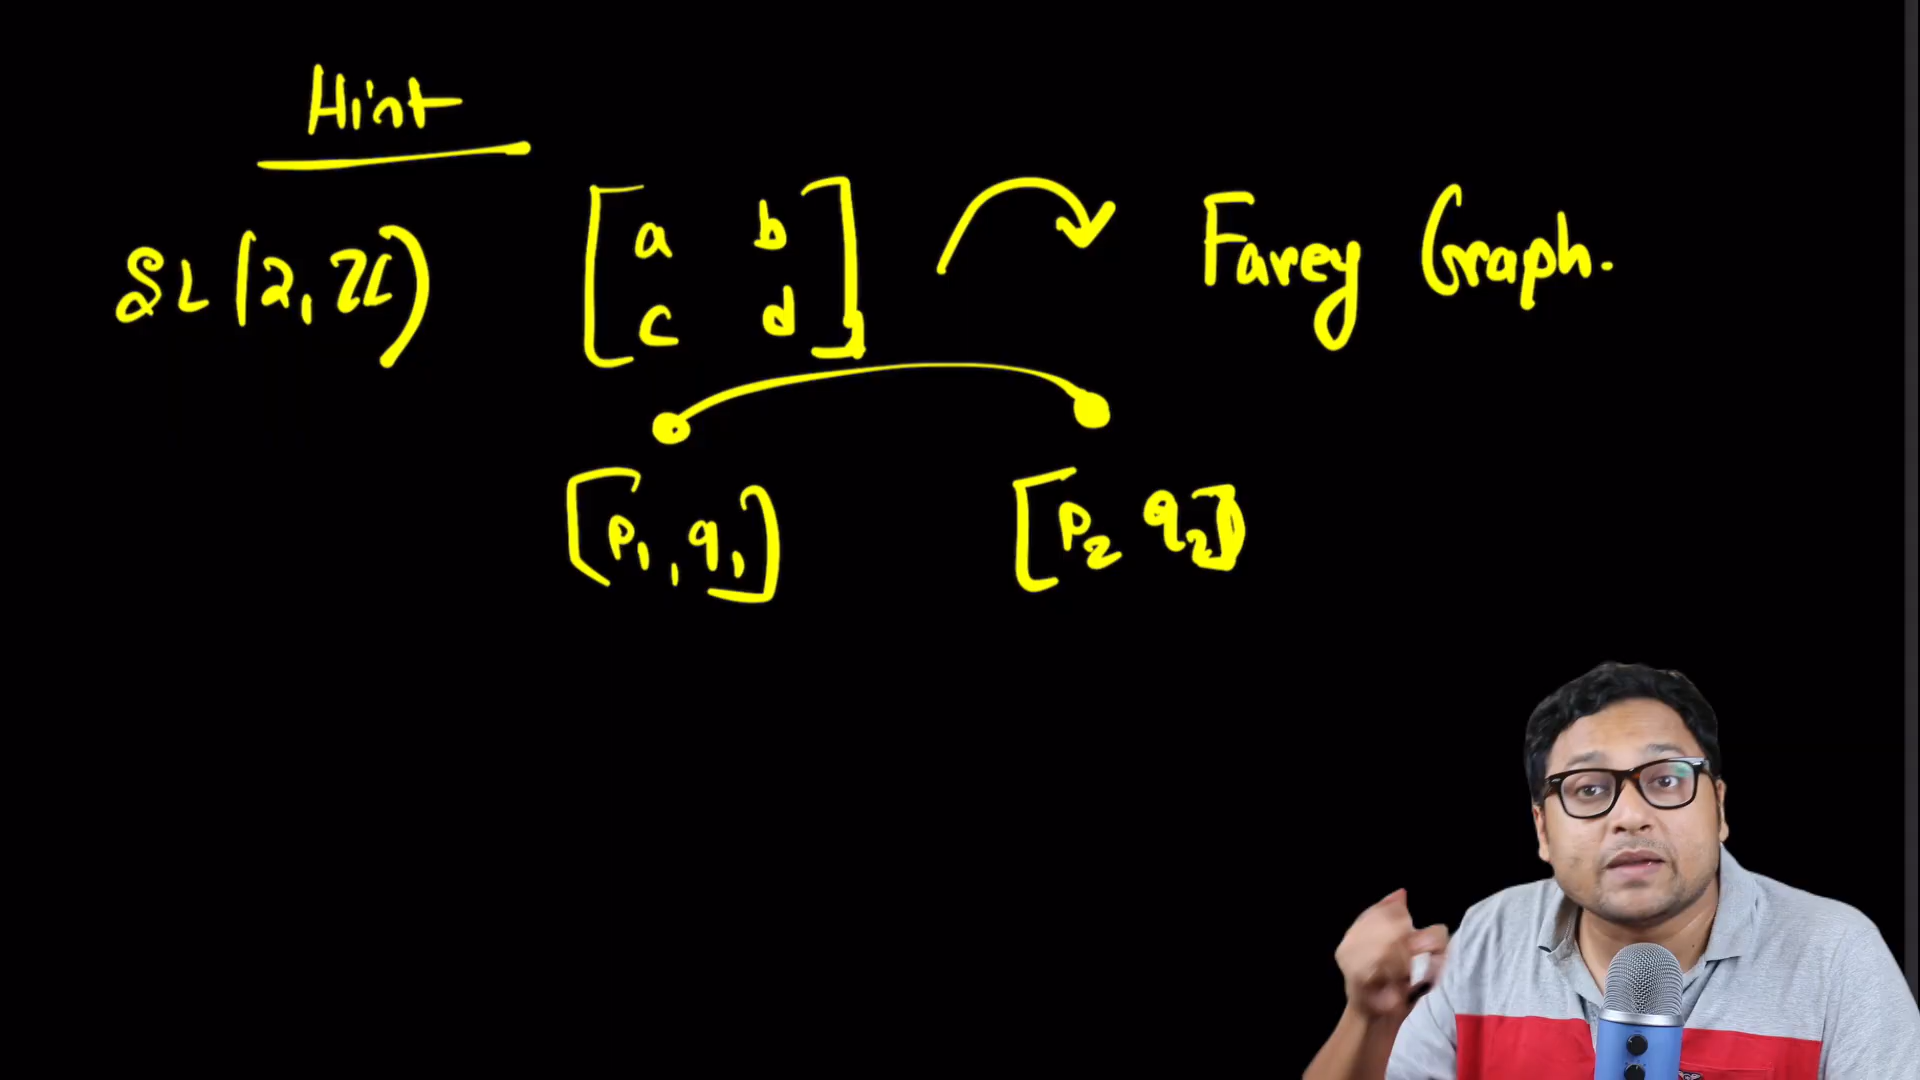 Hint
SL(2, ℤ) [a b
c d] Farey Graph.
[p₁, q₁] [p₂ q₂]